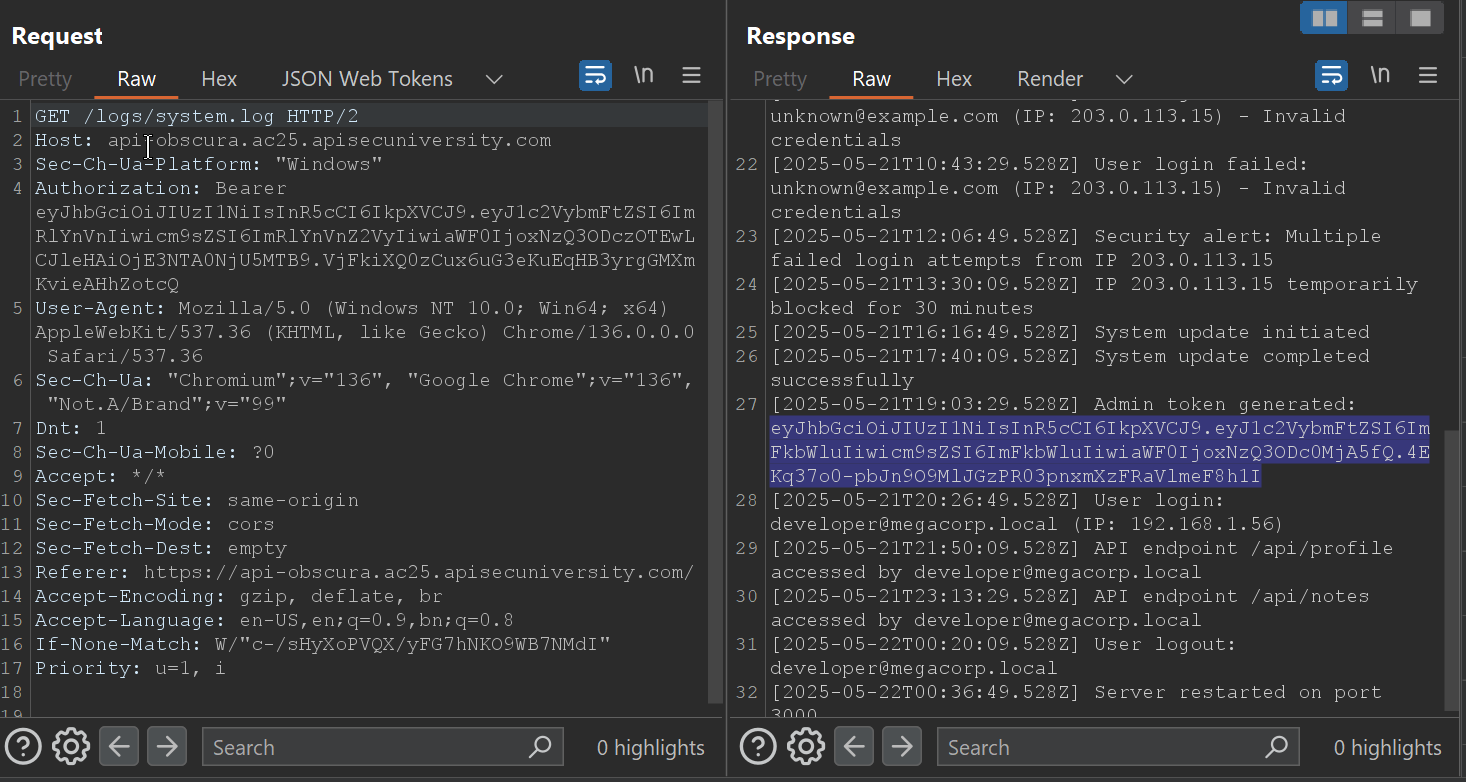 Request
Pretty Raw Hex JSON Web Tokens \n
1 GET /logs/system.log HTTP/2
2 Host: api-obscura.ac25.apisecuniversity.com
3 Sec-Ch-Ua-Platform: "Windows"
4 Authorization: Bearer
eyJhbGciOiJIUzI1NiIsInR5cCI6IkpXVCJ9.eyJ1c2VybmFtZSI6Im
RlYnVnIiwicm9sZSI6ImRlYnVnZ2VyIiwiaWF0IjoxNzQ3ODczOTEwL
CJleHAiOjE3NTA0NjU5MTB9.VjFkiXQ0zCux6uG3eKuEqHB3yrgGMXm
KvieAHhZotcQ
5 User-Agent: Mozilla/5.0 (Windows NT 10.0; Win64; x64)
AppleWebKit/537.36 (KHTML, like Gecko) Chrome/136.0.0.0
Safari/537.36
6 Sec-Ch-Ua: "Chromium";v="136", "Google Chrome";v="136",
"Not.A/Brand";v="99"
7 Dnt: 1
8 Sec-Ch-Ua-Mobile: ?0
9 Accept: */*
10 Sec-Fetch-Site: same-origin
11 Sec-Fetch-Mode: cors
12 Sec-Fetch-Dest: empty
13 Referer: https://api-obscura.ac25.apisecuniversity.com/
14 Accept-Encoding: gzip, deflate, br
15 Accept-Language: en-US,en;q=0.9,bn;q=0.8
16 If-None-Match: W/"c-/sHyXoPVQX/yFG7hNKO9WB7NMdI"
17 Priority: u=1, i
18
19
Search 0 highlights
Response
Pretty Raw Hex Render \n
unknown@example.com (IP: 203.0.113.15) - Invalid
credentials
22 [2025-05-21T10:43:29.528Z] User login failed:
unknown@example.com (IP: 203.0.113.15) - Invalid
credentials
23 [2025-05-21T12:06:49.528Z] Security alert: Multiple
failed login attempts from IP 203.0.113.15
24 [2025-05-21T13:30:09.528Z] IP 203.0.113.15 temporarily
blocked for 30 minutes
25 [2025-05-21T16:16:49.528Z] System update initiated
26 [2025-05-21T17:40:09.528Z] System update completed
successfully
27 [2025-05-21T19:03:29.528Z] Admin token generated:
eyJhbGciOiJIUzI1NiIsInR5cCI6IkpXVCJ9.eyJ1c2VybmFtZSI6Im
FkbWluIiwicm9sZSI6ImFkbWluIiwiaWF0IjoxNzQ3ODc0MjA5fQ.4E
Kq37o0-pbJn9O9MlJGzPR03pnxmXzFRaVlmeF8h1I
28 [2025-05-21T20:26:49.528Z] User login:
developer@megacorp.local (IP: 192.168.1.56)
29 [2025-05-21T21:50:09.528Z] API endpoint /api/profile
accessed by developer@megacorp.local
30 [2025-05-21T23:13:29.528Z] API endpoint /api/notes
accessed by developer@megacorp.local
31 [2025-05-22T00:20:09.528Z] User logout:
developer@megacorp.local
32 [2025-05-22T00:36:49.528Z] Server restarted on port
3000
Search 0 highlights